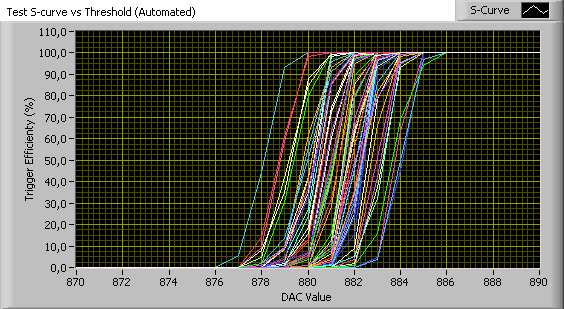 Test S-curve vs Threshold (Automated)
S-Curve
110,0
100,0
90,0
80,0
70,0
60,0
50,0
40,0
30,0
20,0
10,0
0,0
Trigger Efficienty (%)
870 872 874 876 878 880 882 884 886 888 890
DAC Value